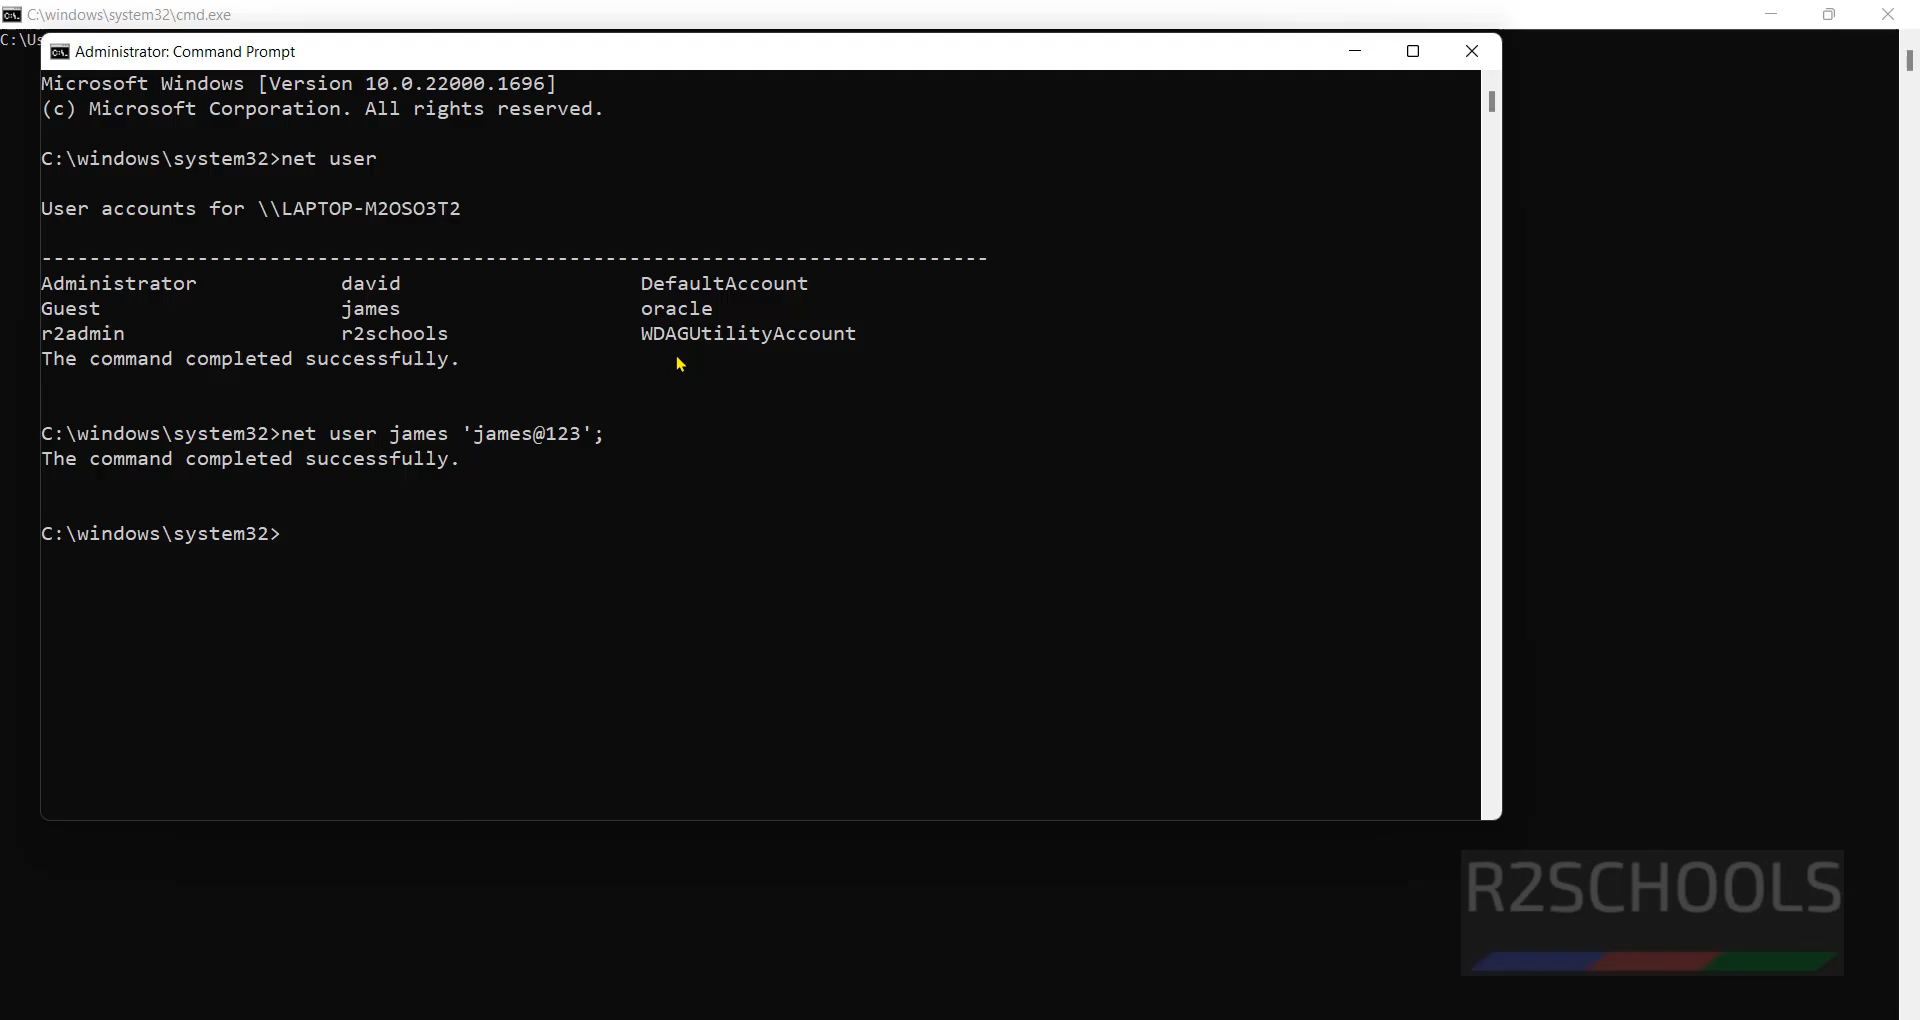 C:\windows\system32\cmd.exe
C:\Us
Administrator: Command Prompt
Microsoft Windows [Version 10.0.22000.1696]
(c) Microsoft Corporation. All rights reserved.
C:\windows\system32>net user
User accounts for \\LAPTOP-M2OSO3T2
-------------------------------------------------------------------------------
Administrator david DefaultAccount
Guest james oracle
r2admin r2schools WDAGUtilityAccount
The command completed successfully.
C:\windows\system32>net user james 'james@123';
The command completed successfully.
C:\windows\system32>
R2SCHOOLS